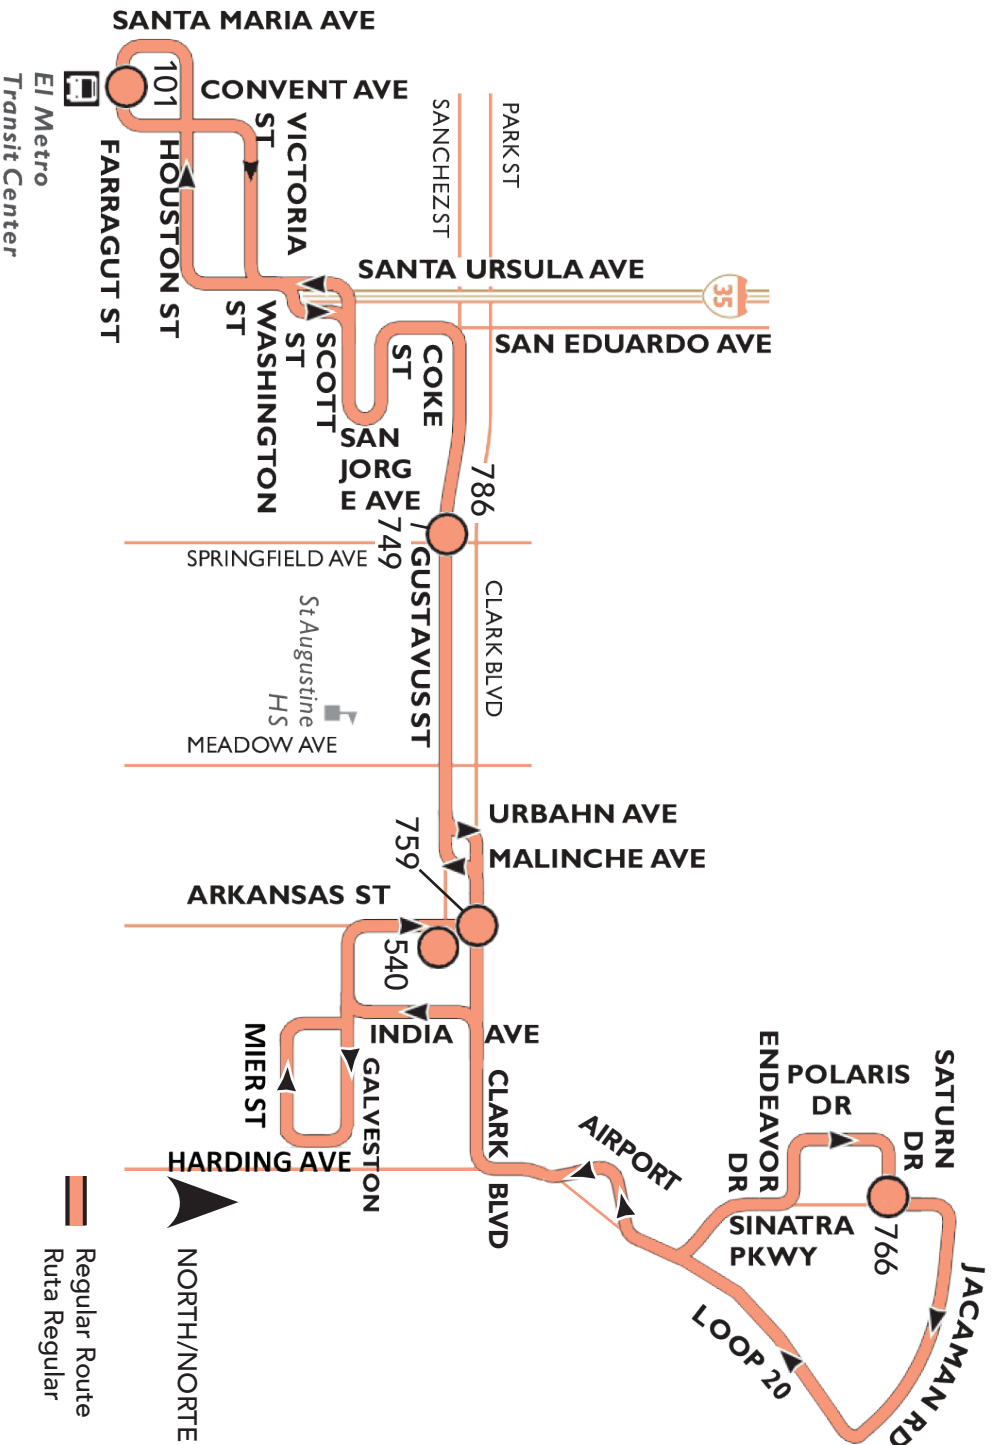 SANTA MARIA AVE
101
CONVENT AVE
El Metro
Transit Center
FARRAGUT ST
HOUSTON ST
VICTORIA
ST
SANCHEZ ST
PARK ST
SANTA URSULA AVE
35
SAN EDUARDO AVE
WASHINGTON
ST
SCOTT
ST
COKE
ST
SAN
JORG
E AVE
786
749
SPRINGFIELD AVE
GUSTAVUS ST
CLARK BLVD
St Augustine
HS
MEADOW AVE
URBAHN AVE
MALINCHE AVE
759
ARKANSAS ST
540
INDIA AVE
MIER ST
GALVESTON
CLARK BLVD
HARDING AVE
AIRPORT
ENDEAVOR
DR
POLARIS
DR
SATURN
DR
SINATRA
PKWY
766
JACAMAN RD
LOOP 20
NORTH/NORTE
Regular Route
Ruta Regular